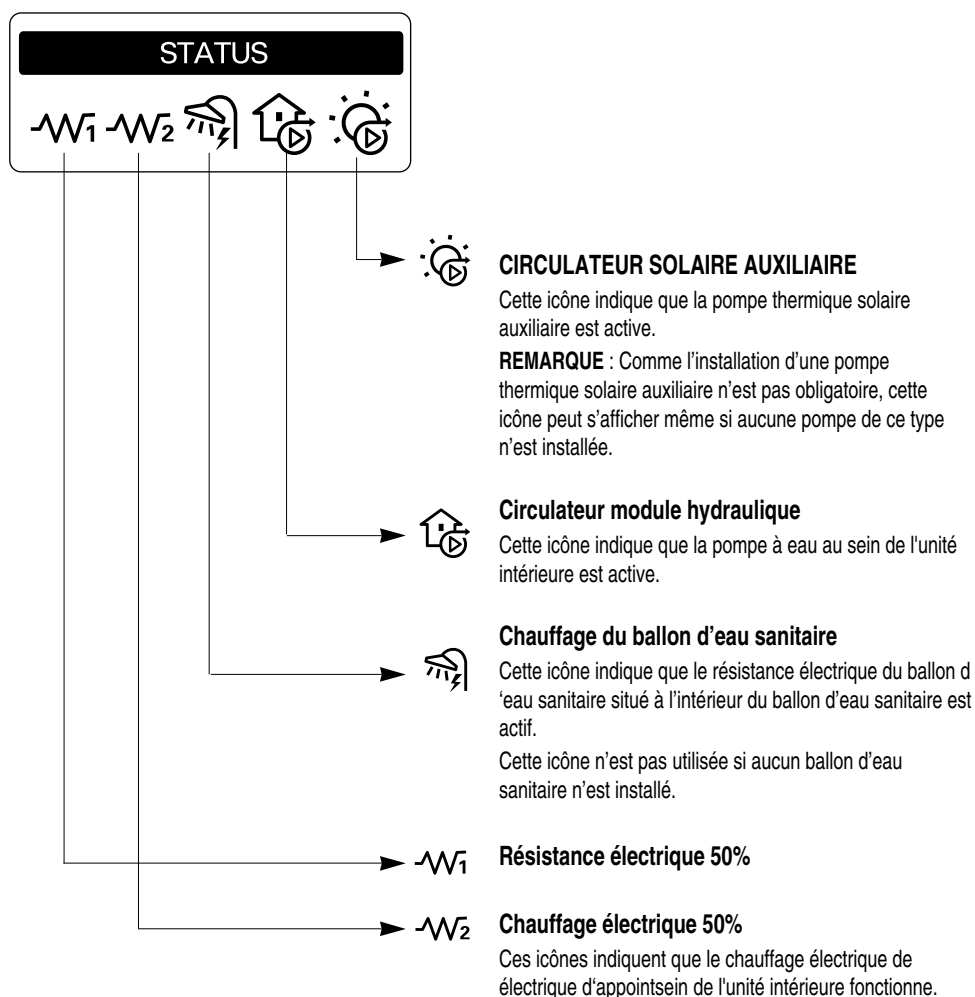 STATUS
1 2
CIRCULATEUR SOLAIRE AUXILIAIRE
Cette icône indique que la pompe thermique solaire
auxiliaire est active.
REMARQUE : Comme l’installation d’une pompe
thermique solaire auxiliaire n’est pas obligatoire, cette
icône peut s’afficher même si aucune pompe de ce type
n’est installée.
Circulateur module hydraulique
Cette icône indique que la pompe à eau au sein de l'unité
intérieure est active.
Chauffage du ballon d’eau sanitaire
Cette icône indique que le résistance électrique du ballon d
‘eau sanitaire situé à l’intérieur du ballon d’eau sanitaire est
actif.
Cette icône n’est pas utilisée si aucun ballon d’eau
sanitaire n’est installé.
1 Résistance électrique 50%
2 Chauffage électrique 50%
Ces icônes indiquent que le chauffage électrique de
électrique d‘appointsein de l'unité intérieure fonctionne.